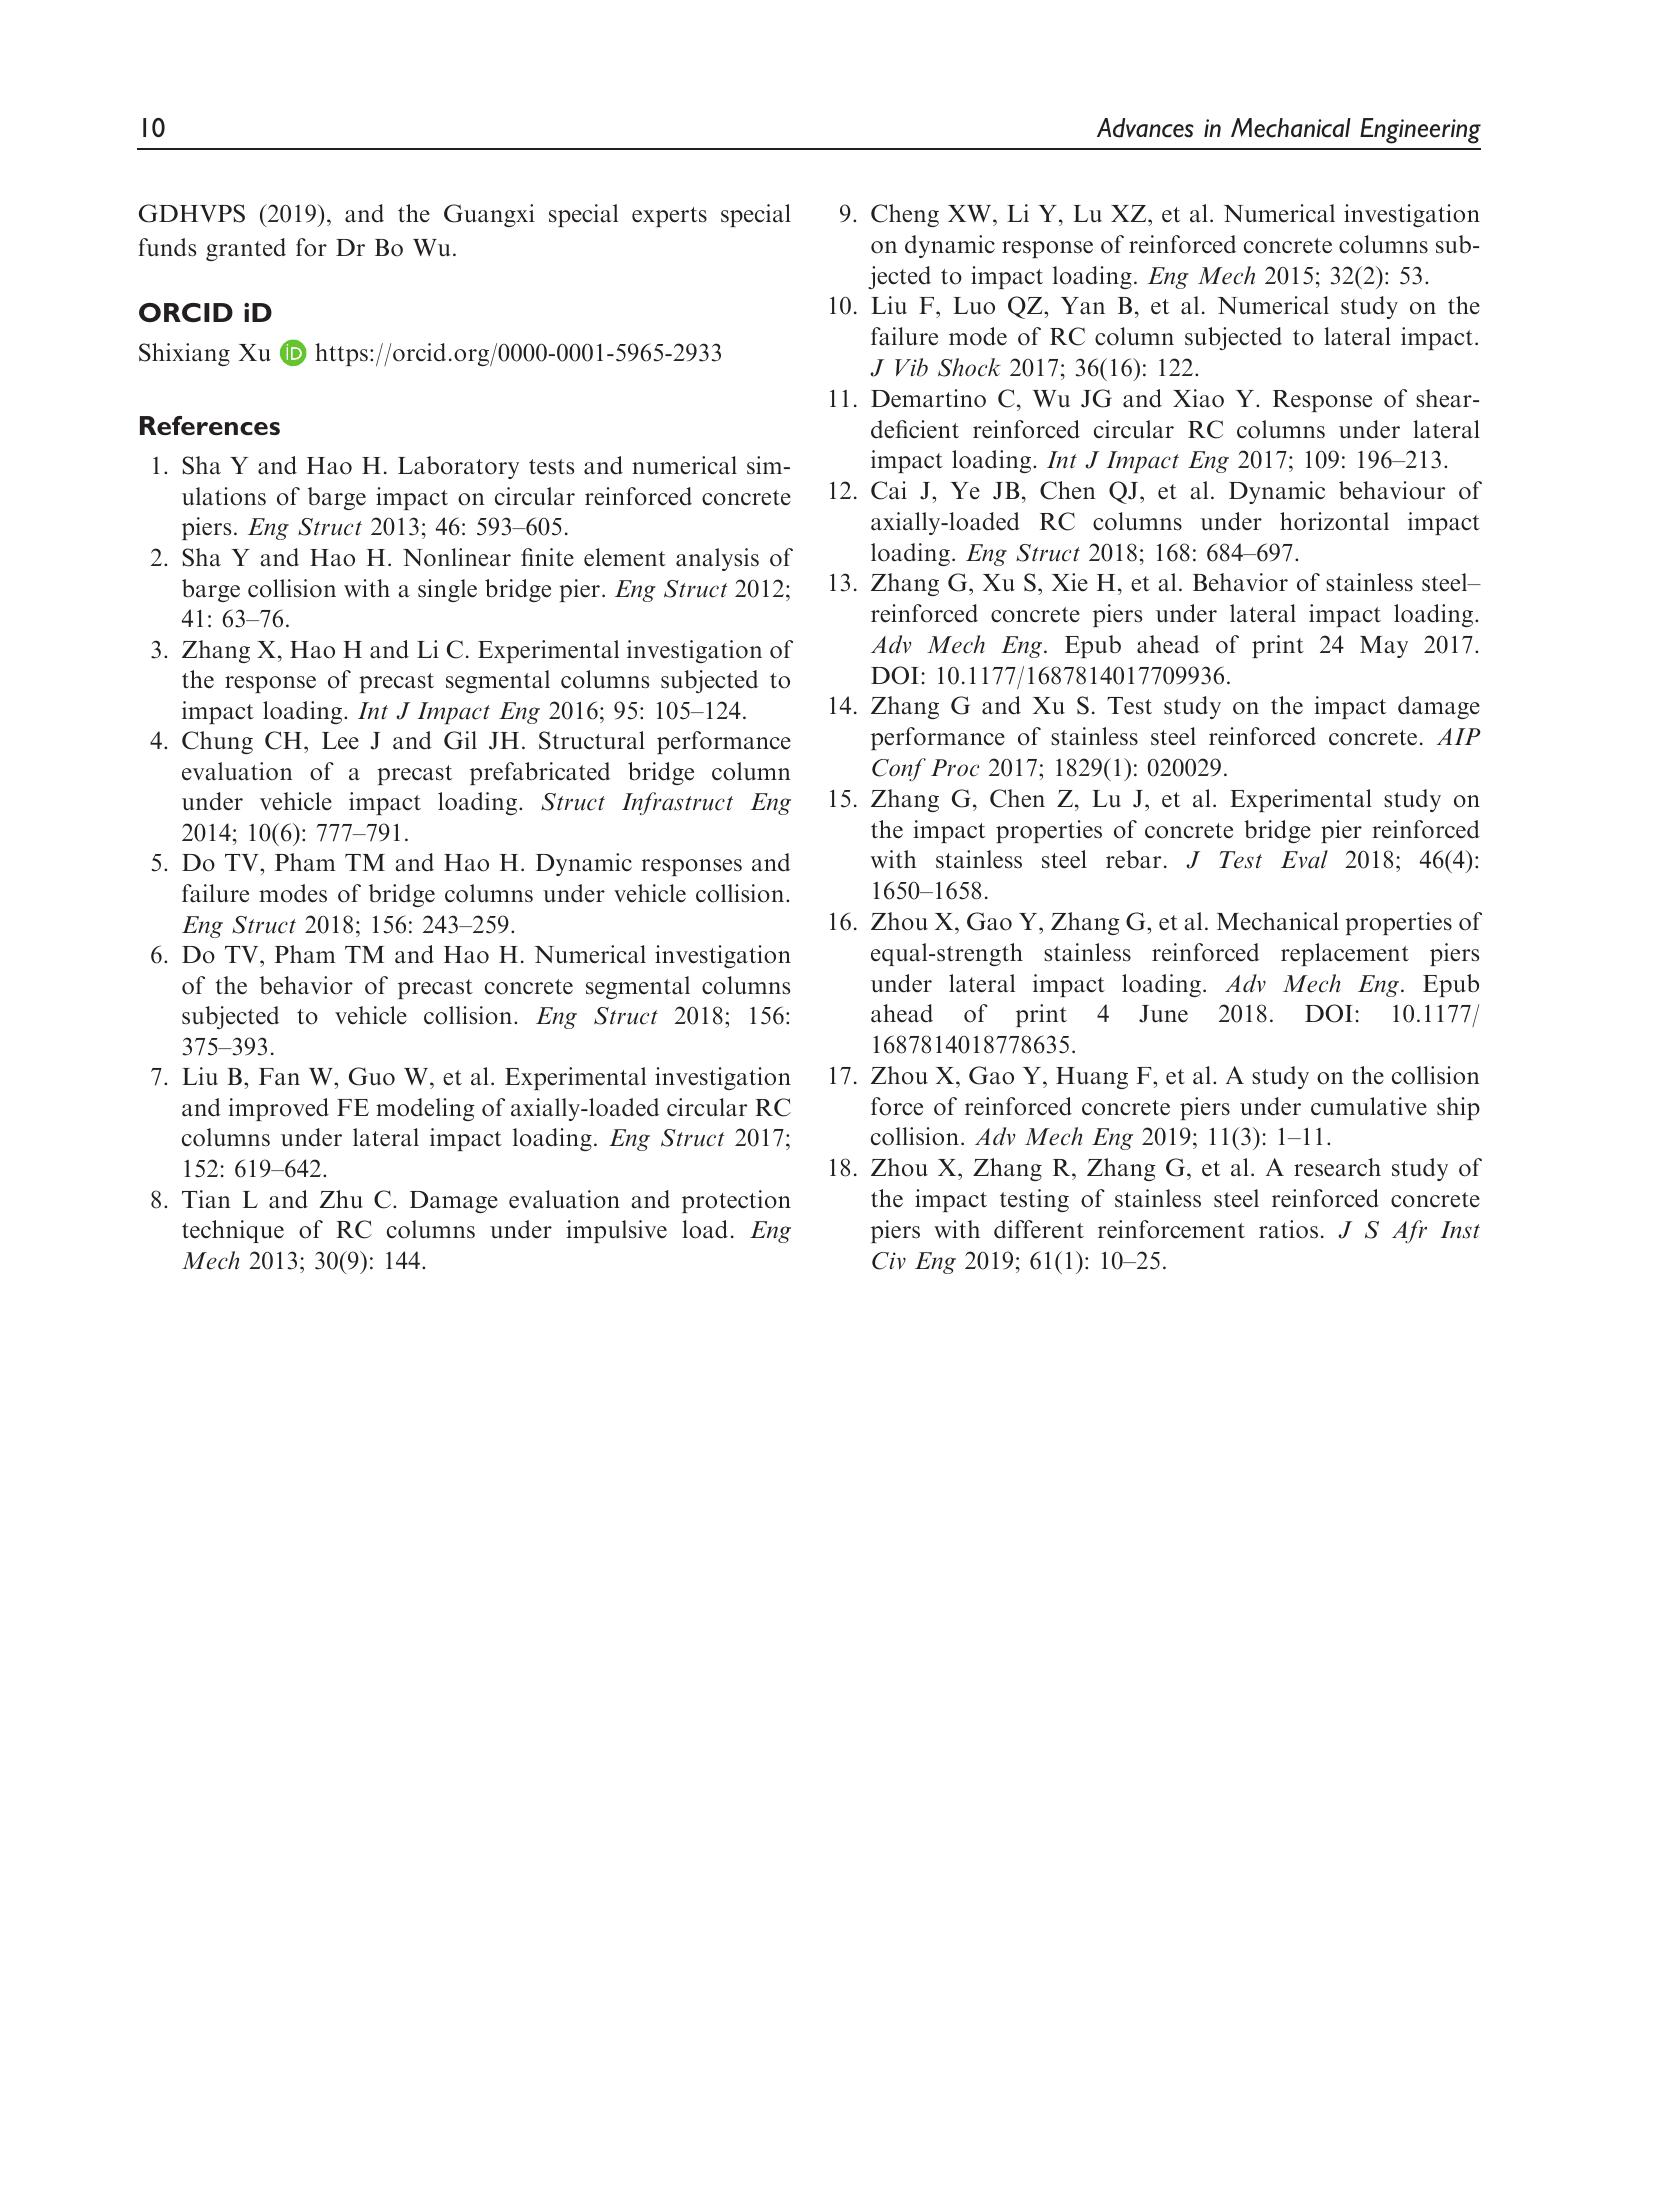 10
Advances in Mechanical Engineering
GDHVPS (2019), and the Guangxi special experts special
funds granted for Dr Bo Wu.
ORCID iD
Shixiang Xu iD https://orcid.org/0000-0001-5965-2933
References
1. Sha Y and Hao H. Laboratory tests and numerical sim-
ulations of barge impact on circular reinforced concrete
piers. Eng Struct 2013; 46: 593–605.
2. Sha Y and Hao H. Nonlinear finite element analysis of
barge collision with a single bridge pier. Eng Struct 2012;
41: 63–76.
3. Zhang X, Hao H and Li C. Experimental investigation of
the response of precast segmental columns subjected to
impact loading. Int J Impact Eng 2016; 95: 105–124.
4. Chung CH, Lee J and Gil JH. Structural performance
evaluation of a precast prefabricated bridge column
under vehicle impact loading. Struct Infrastruct Eng
2014; 10(6): 777–791.
5. Do TV, Pham TM and Hao H. Dynamic responses and
failure modes of bridge columns under vehicle collision.
Eng Struct 2018; 156: 243–259.
6. Do TV, Pham TM and Hao H. Numerical investigation
of the behavior of precast concrete segmental columns
subjected to vehicle collision. Eng Struct 2018; 156:
375–393.
7. Liu B, Fan W, Guo W, et al. Experimental investigation
and improved FE modeling of axially-loaded circular RC
columns under lateral impact loading. Eng Struct 2017;
152: 619–642.
8. Tian L and Zhu C. Damage evaluation and protection
technique of RC columns under impulsive load. Eng
Mech 2013; 30(9): 144.
9. Cheng XW, Li Y, Lu XZ, et al. Numerical investigation
on dynamic response of reinforced concrete columns sub-
jected to impact loading. Eng Mech 2015; 32(2): 53.
10. Liu F, Luo QZ, Yan B, et al. Numerical study on the
failure mode of RC column subjected to lateral impact.
J Vib Shock 2017; 36(16): 122.
11. Demartino C, Wu JG and Xiao Y. Response of shear-
deficient reinforced circular RC columns under lateral
impact loading. Int J Impact Eng 2017; 109: 196–213.
12. Cai J, Ye JB, Chen QJ, et al. Dynamic behaviour of
axially-loaded RC columns under horizontal impact
loading. Eng Struct 2018; 168: 684–697.
13. Zhang G, Xu S, Xie H, et al. Behavior of stainless steel–
reinforced concrete piers under lateral impact loading.
Adv Mech Eng. Epub ahead of print 24 May 2017.
DOI: 10.1177/1687814017709936.
14. Zhang G and Xu S. Test study on the impact damage
performance of stainless steel reinforced concrete. AIP
Conf Proc 2017; 1829(1): 020029.
15. Zhang G, Chen Z, Lu J, et al. Experimental study on
the impact properties of concrete bridge pier reinforced
with stainless steel rebar. J Test Eval 2018; 46(4):
1650–1658.
16. Zhou X, Gao Y, Zhang G, et al. Mechanical properties of
equal-strength stainless reinforced replacement piers
under lateral impact loading. Adv Mech Eng. Epub
ahead of print 4 June 2018. DOI: 10.1177/
1687814018778635.
17. Zhou X, Gao Y, Huang F, et al. A study on the collision
force of reinforced concrete piers under cumulative ship
collision. Adv Mech Eng 2019; 11(3): 1–11.
18. Zhou X, Zhang R, Zhang G, et al. A research study of
the impact testing of stainless steel reinforced concrete
piers with different reinforcement ratios. J S Afr Inst
Civ Eng 2019; 61(1): 10–25.